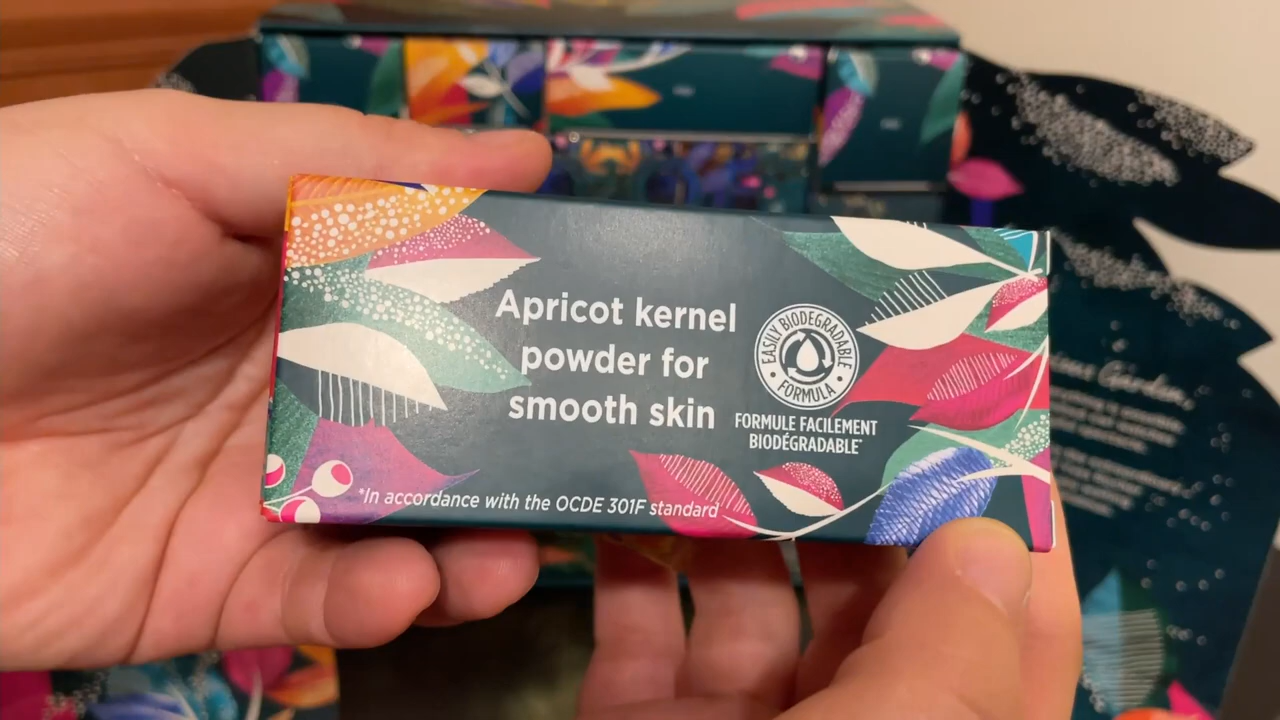 Apricot kernel
powder for
smooth skin
EASILY BIODEGRADABLE
• FORMULA •
FORMULE FACILEMENT
BIODÉGRADABLE*
*In accordance with the OCDE 301F standard